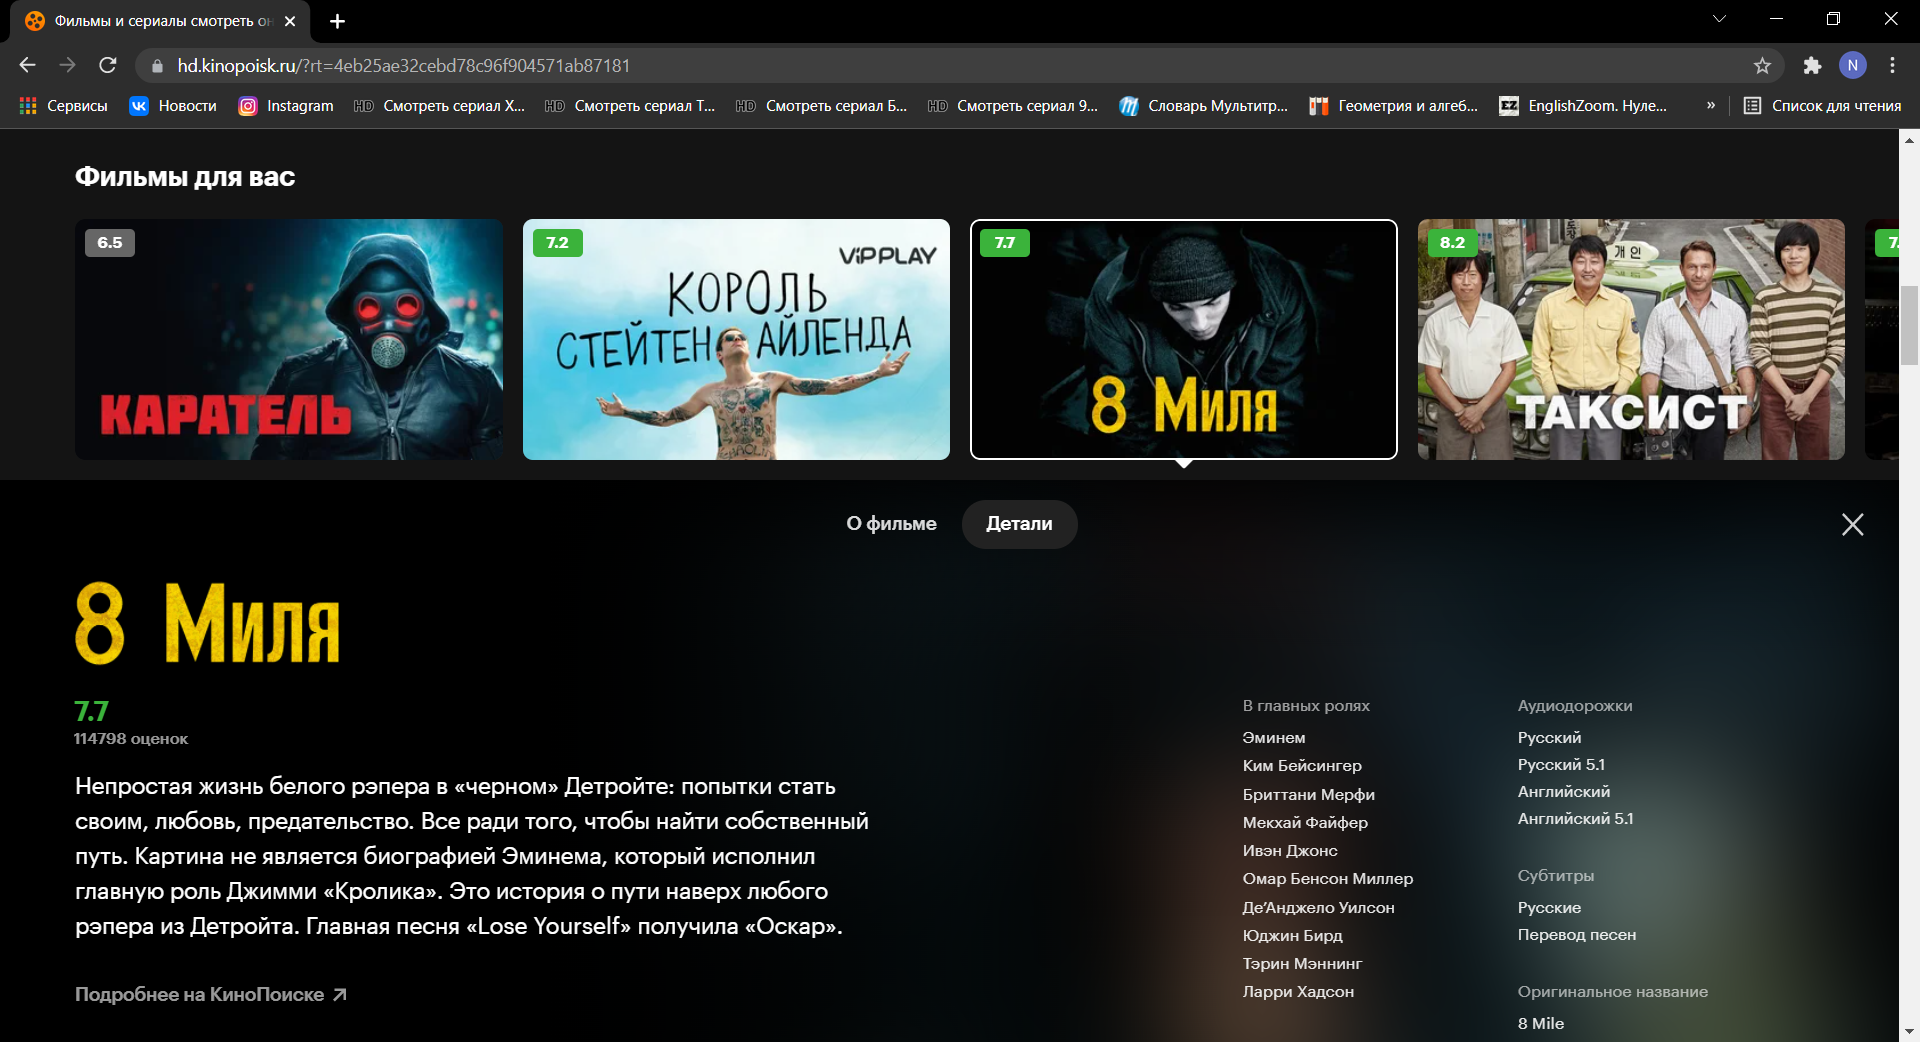 Фильмы и сериалы смотреть он
hd.kinopoisk.ru/?rt=4eb25ae32cebd78c96f904571ab87181
N
Сервисы
Новости
Instagram
HD Смотреть сериал Х...
HD Смотреть сериал Т...
HD Смотреть сериал Б...
HD Смотреть сериал 9...
Словарь Мультитр...
Геометрия и алгеб...
EZ EnglishZoom. Нуле...
»
Список для чтения
Фильмы для вас
6.5
КАРАТЕЛЬ
7.2
ViP PLAY
КОРОЛЬ
СТЕЙТЕН АЙЛЕНДА
7.7
8 Миля
8.2
개인
ТАКСИСТ
7.
О фильме
Детали
8 Миля
7.7
114798 оценок
Непростая жизнь белого рэпера в «черном» Детройте: попытки стать
своим, любовь, предательство. Все ради того, чтобы найти собственный
путь. Картина не является биографией Эминема, который исполнил
главную роль Джимми «Кролика». Это история о пути наверх любого
рэпера из Детройта. Главная песня «Lose Yourself» получила «Оскар».
Подробнее на КиноПоиске
В главных ролях
Эминем
Ким Бейсингер
Бриттани Мерфи
Мекхай Файфер
Ивэн Джонс
Омар Бенсон Миллер
Де’Анджело Уилсон
Юджин Бирд
Тэрин Мэннинг
Ларри Хадсон
Аудиодорожки
Русский
Русский 5.1
Английский
Английский 5.1
Субтитры
Русские
Перевод песен
Оригинальное название
8 Mile